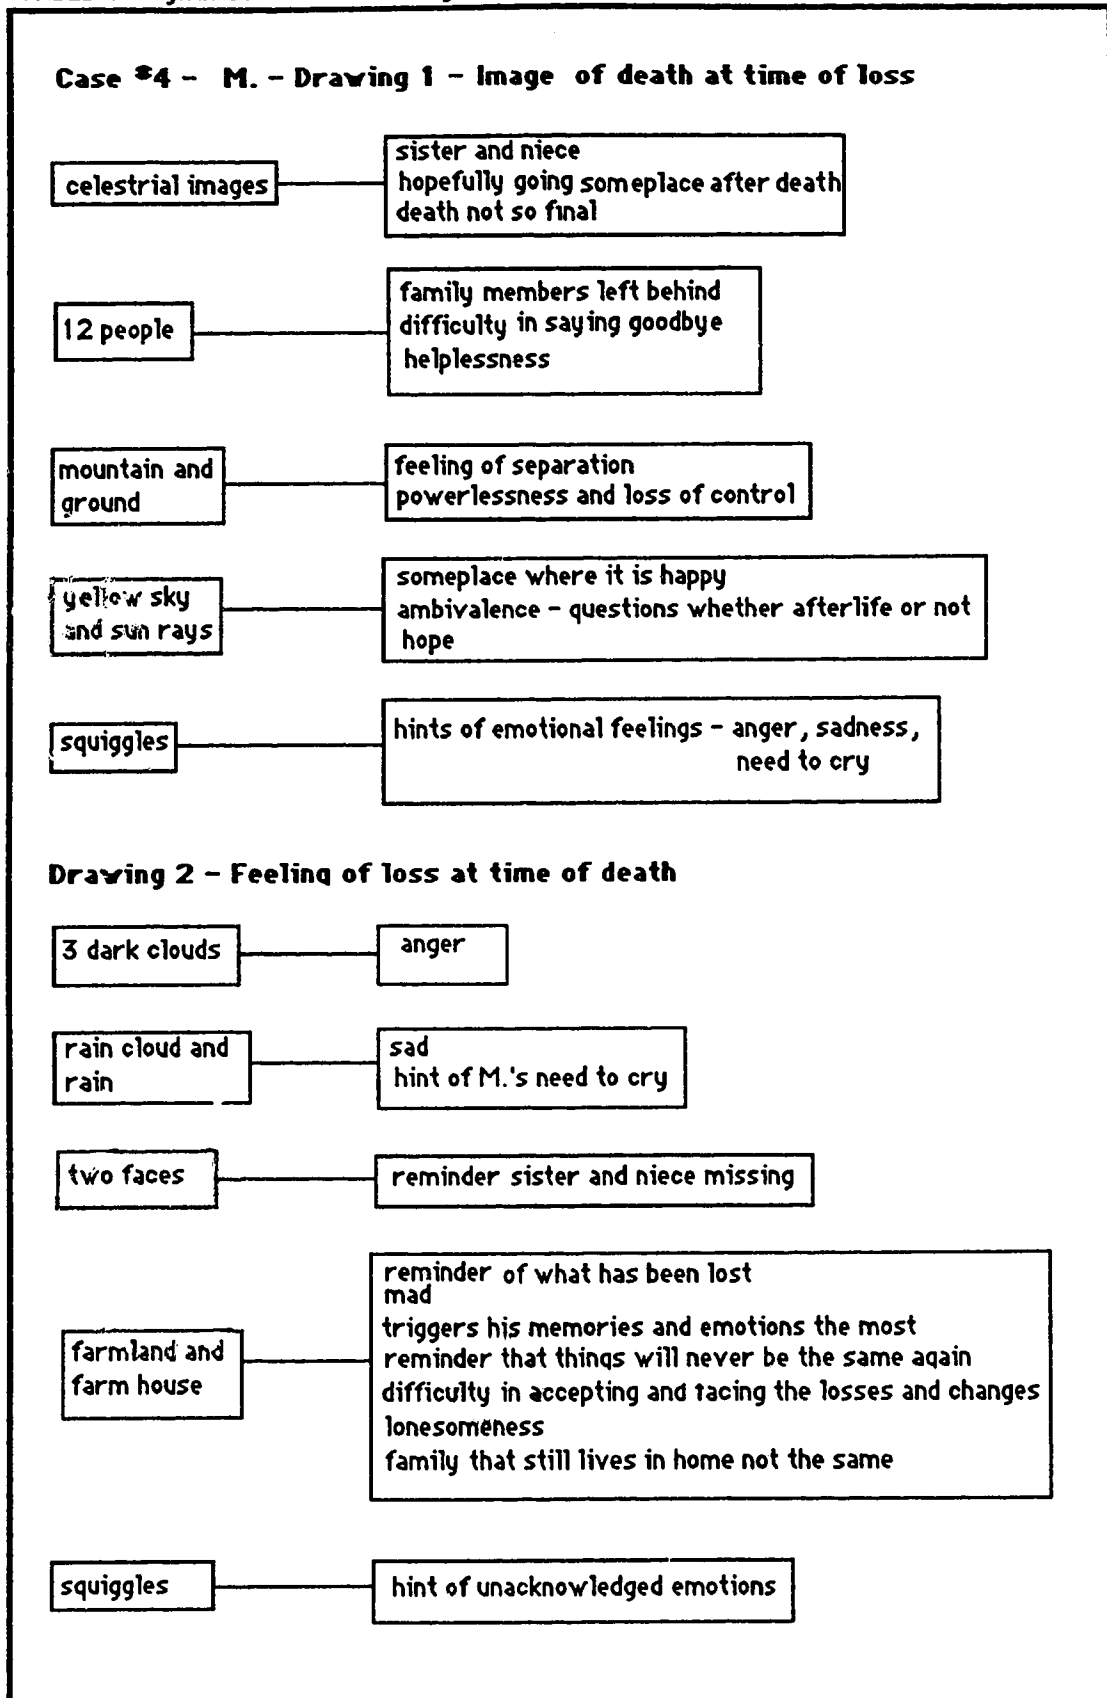 Case #4 - M. - Drawing 1 - Image of death at time of loss
celestrial images
sister and niece
hopefully going someplace after death
death not so final
12 people
family members left behind
difficulty in saying goodbye
helplessness
mountain and
ground
feeling of separation
powerlessness and loss of control
yellow sky
and sun rays
someplace where it is happy
ambivalence - questions whether afterlife or not
hope
squiggles
hints of emotional feelings - anger, sadness,
need to cry
Drawing 2 - Feeling of loss at time of death
3 dark clouds
anger
rain cloud and
rain
sad
hint of M.'s need to cry
two faces
reminder sister and niece missing
farmland and
farm house
reminder of what has been lost
mad
triggers his memories and emotions the most
reminder that things will never be the same again
difficulty in accepting and facing the losses and changes
lonesomeness
family that still lives in home not the same
squiggles
hint of unacknowledged emotions